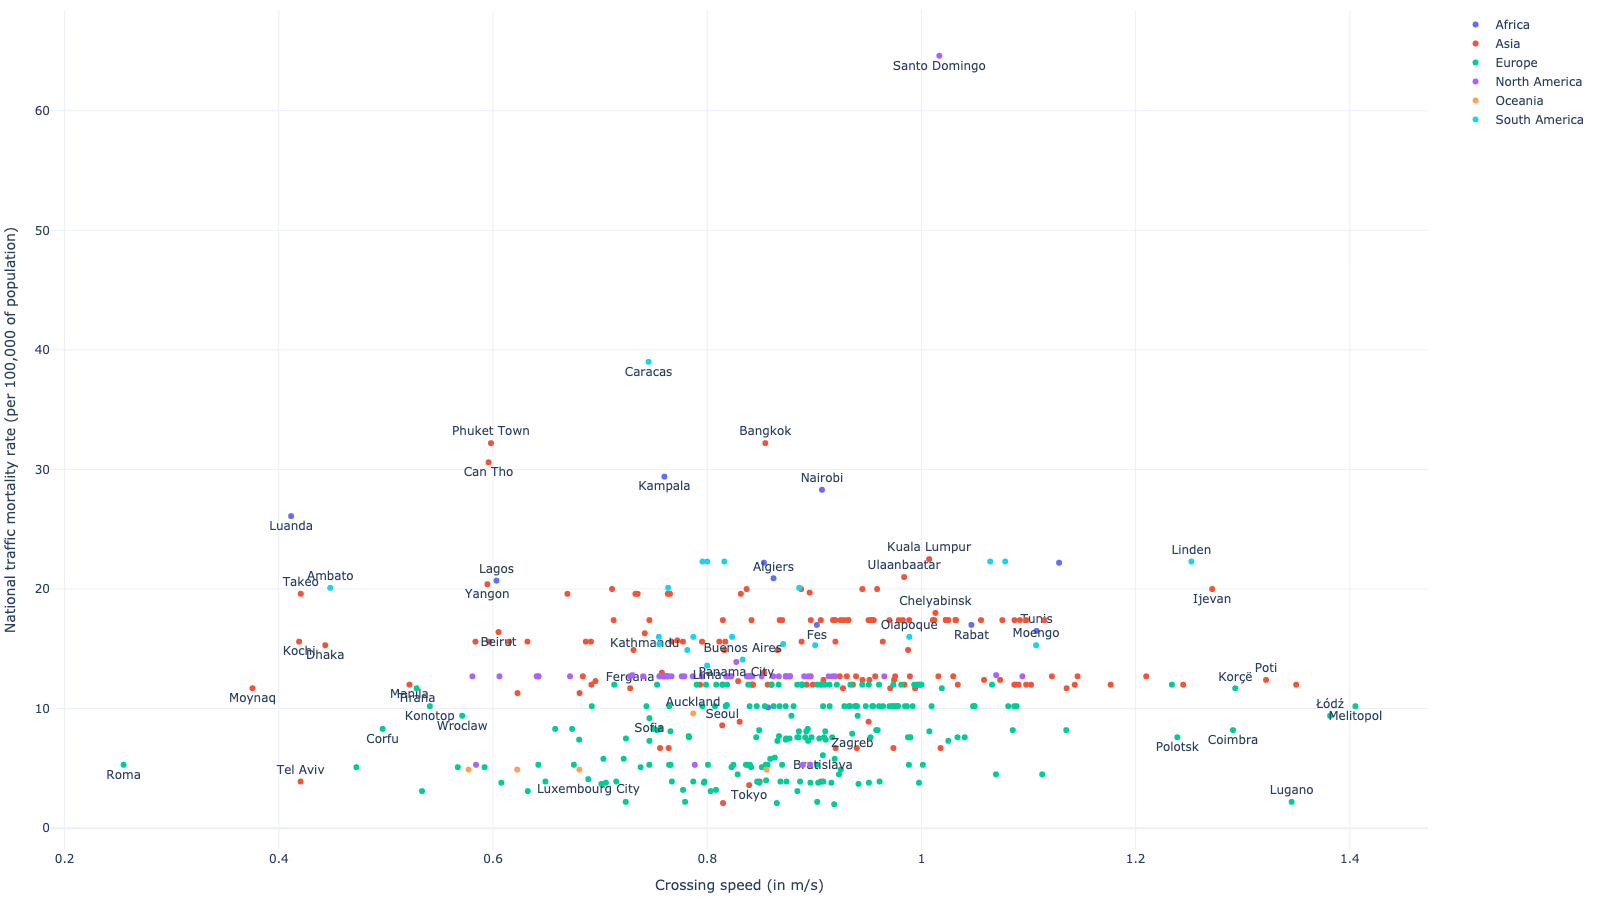 Africa
Asia
Europe
North America
Oceania
South America
Santo Domingo
60
50
40
Caracas
Phuket Town
Bangkok
Can Tho
30
Nairobi
Kampala
Luanda
Kuala Lumpur
Linden
Ulaanbaatar
Algiers
Lagos
Ambato
Takeo
20
Yangon
Ijevan
Chelyabinsk
Tunis
Oiapoque
Moengo
Fes
Rabat
Beirut
Kathmandu
Kochi
Dhaka
Buenos Aires
Panama City
Lima
Poti
Fergana
Korçë
Manila
Tirana
Moynaq
Auckland
Łódź
10
Seoul
Konotop
Melitopol
Wroclaw
Sofia
Corfu
Zagreb
Coimbra
Polotsk
Roma
Tel Aviv
Bratislava
Luxembourg City
Tokyo
Lugano
0
0.2
0.4
0.6
0.8
1
1.2
1.4
Crossing speed (in m/s)
National traffic mortality rate (per 100,000 of population)